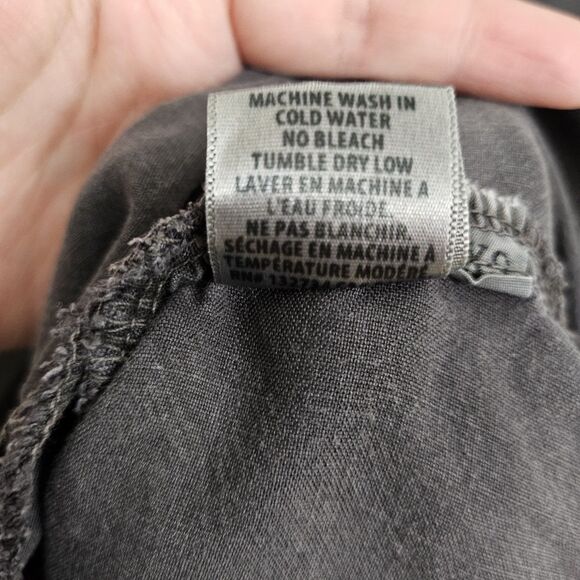 MACHINE WASH IN
COLD WATER
NO BLEACH
TUMBLE DRY LOW
LAVER EN MACHINE A
L'EAU FROIDE.
NE PAS BLANCHIR.
SÉCHAGE EN MACHINE À
TEMPÉRATURE MODÉRÉ
RN#